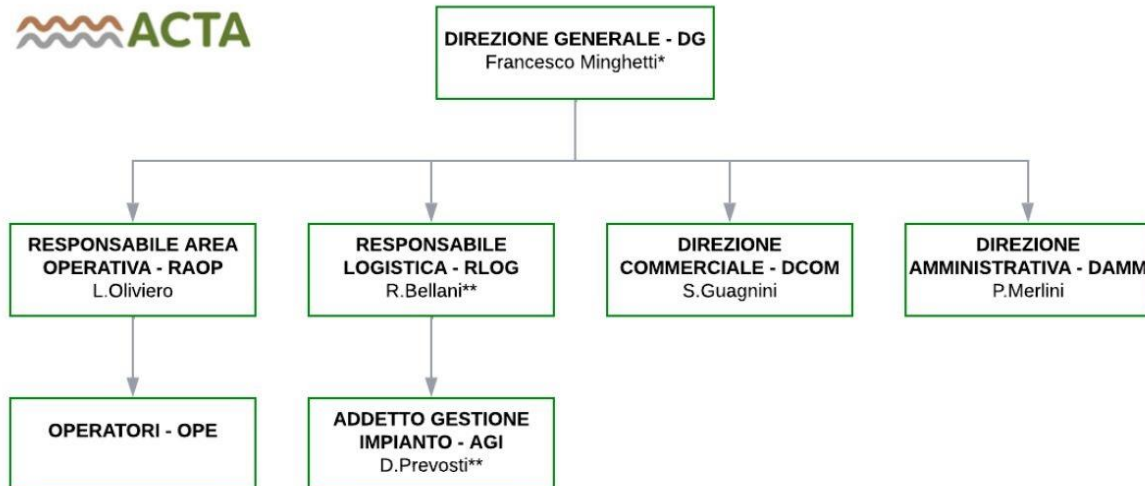 ACTA
DIREZIONE GENERALE - DG
Francesco Minghetti*
RESPONSABILE AREA
OPERATIVA - RAOP
L.Oliviero
RESPONSABILE
LOGISTICA - RLOG
R.Bellani**
DIREZIONE
COMMERCIALE - DCOM
S.Guagnini
DIREZIONE
AMMINISTRATIVA - DAMM
P.Merlini
OPERATORI - OPE
ADDETTO GESTIONE
IMPIANTO - AGI
D.Prevosti**